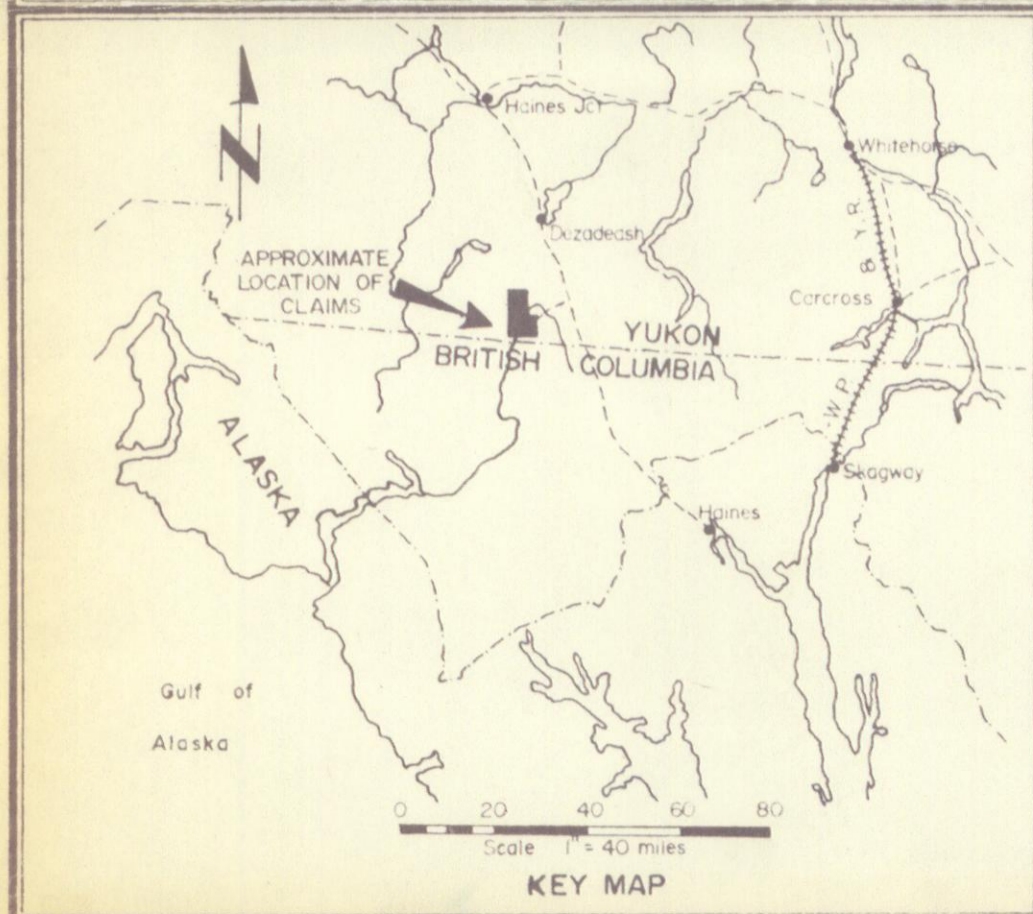 Haines Jct
N
Whitehorse
Dezadeash
APPROXIMATE
LOCATION OF
CLAIMS
W.P. & Y.R.
Carcross
YUKON
BRITISH COLUMBIA
ALASKA
Skagway
Haines
Gulf of
Alaska
0 20 40 60 80
Scale 1" = 40 miles
KEY MAP